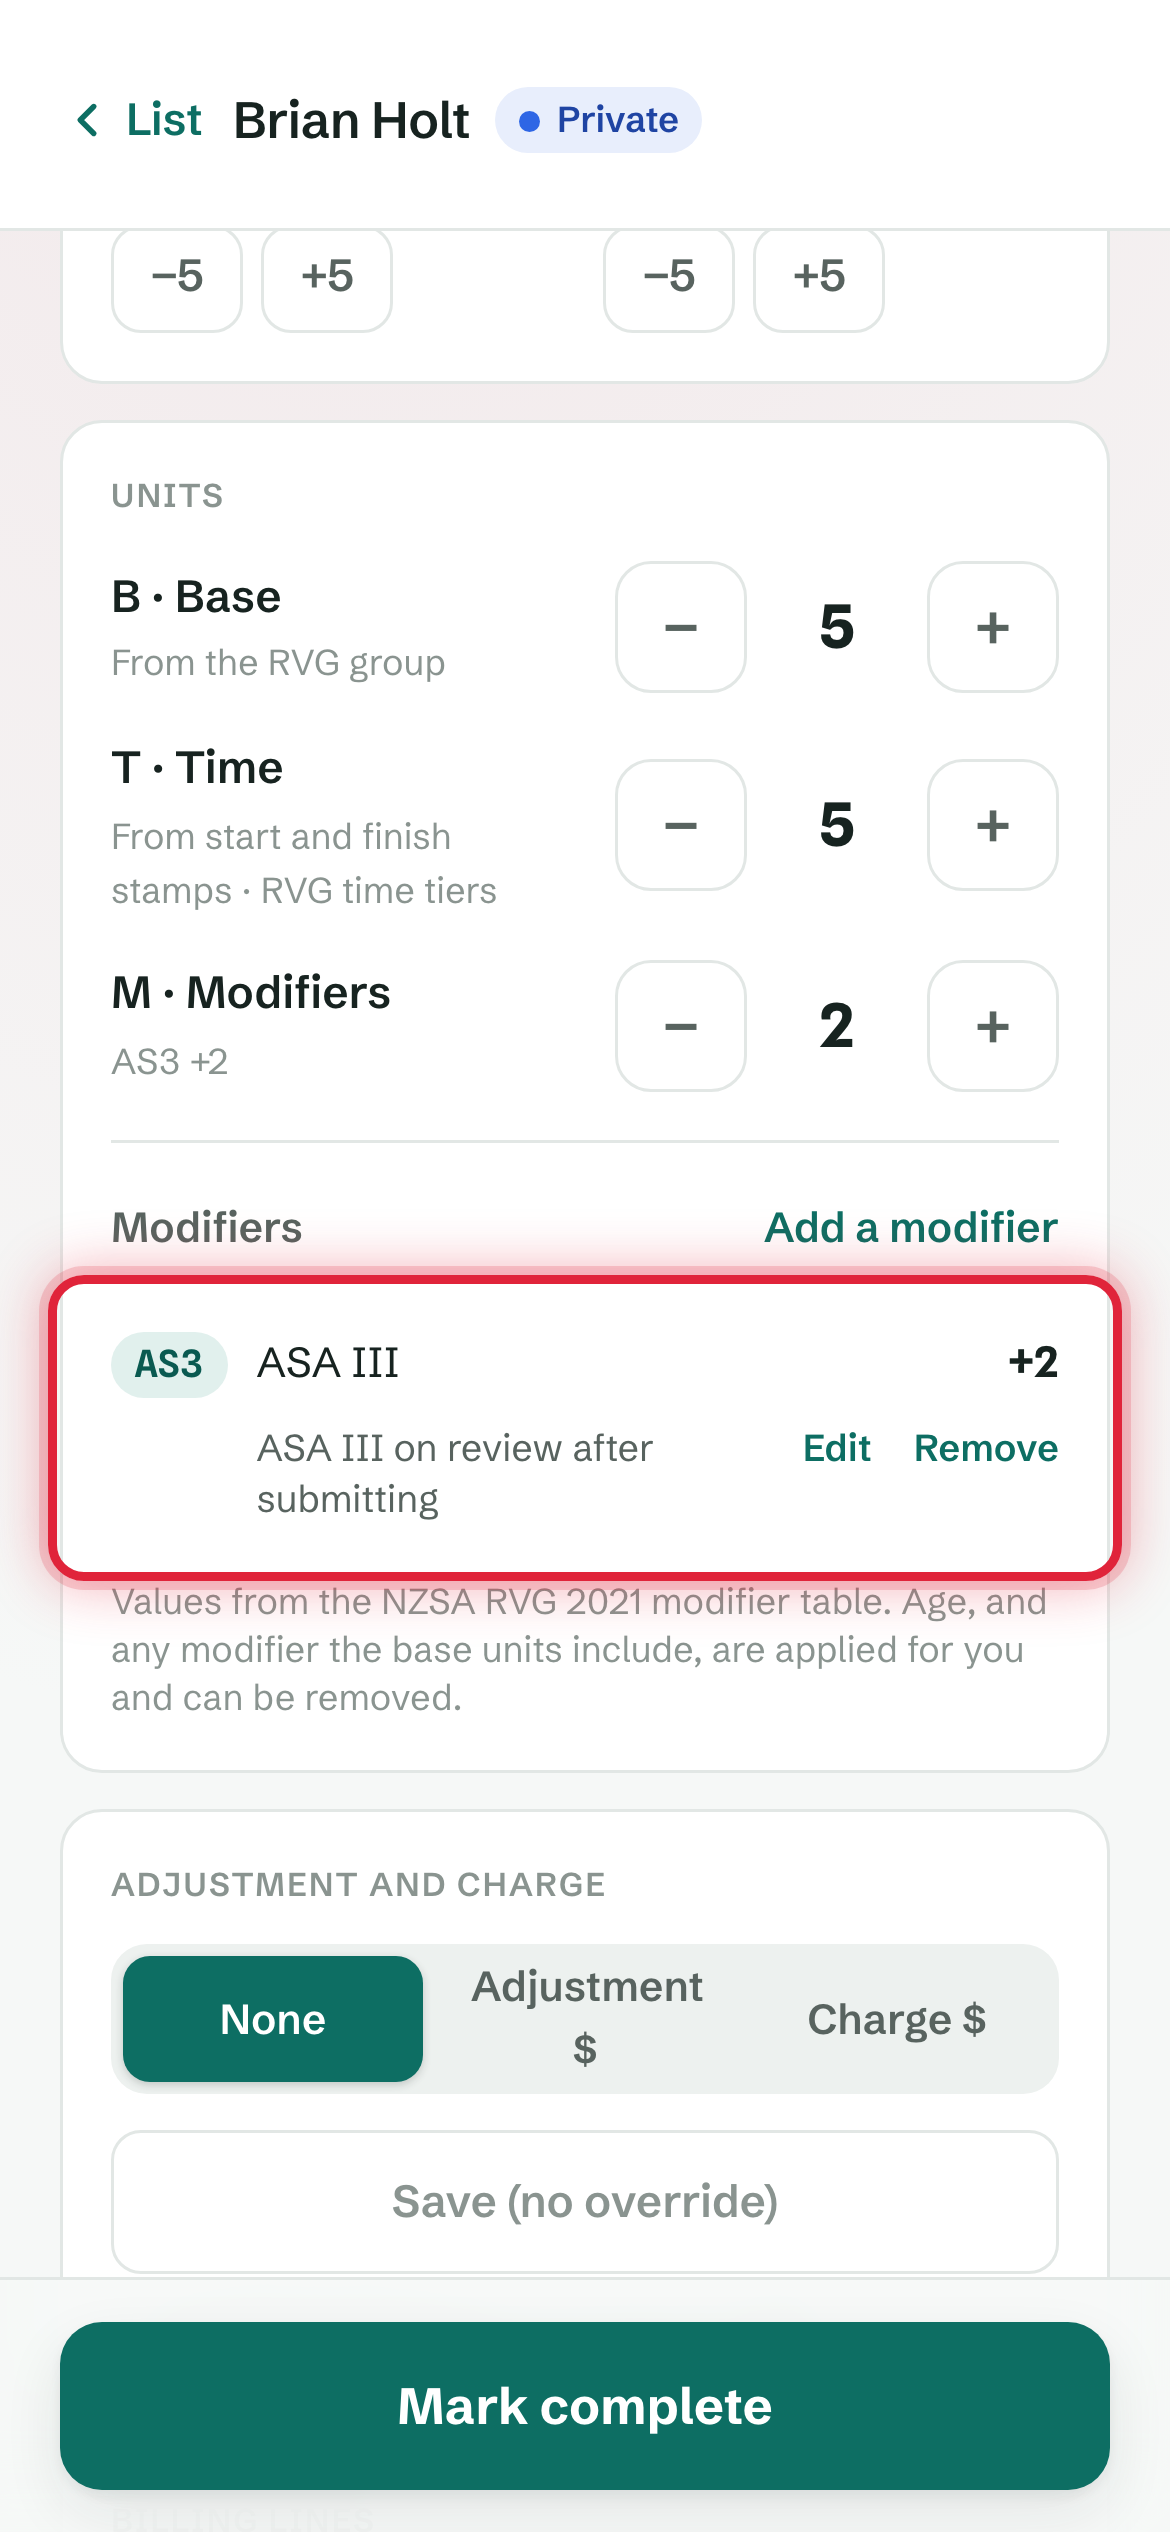 List Brian Holt Private
−5 +5 −5 +5
UNITS
B · Base
From the RVG group
− 5 +
T · Time
From start and finish
stamps · RVG time tiers
− 5 +
M · Modifiers
AS3 +2
− 2 +
Modifiers Add a modifier
AS3 ASA III +2
ASA III on review after
submitting
Edit Remove
Values from the NZSA RVG 2021 modifier table. Age, and
any modifier the base units include, are applied for you
and can be removed.
ADJUSTMENT AND CHARGE
None
Adjustment
$
Charge $
Save (no override)
Mark complete
BILLING LINES